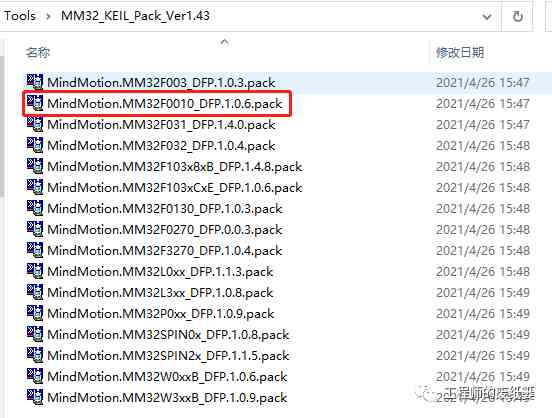 Tools > MM32_KEIL_Pack_Ver1.43
名称 修改日期
MindMotion.MM32F003_DFP.1.0.3.pack 2021/4/26 15:47
MindMotion.MM32F0010_DFP.1.0.6.pack 2021/4/26 15:47
MindMotion.MM32F031_DFP.1.4.0.pack 2021/4/26 15:47
MindMotion.MM32F032_DFP.1.0.4.pack 2021/4/26 15:48
MindMotion.MM32F103x8xB_DFP.1.4.8.pack 2021/4/26 15:48
MindMotion.MM32F103xCxE_DFP.1.0.6.pack 2021/4/26 15:48
MindMotion.MM32F0130_DFP.1.0.3.pack 2021/4/26 15:48
MindMotion.MM32F0270_DFP.0.0.3.pack 2021/4/26 15:48
MindMotion.MM32F3270_DFP.1.0.4.pack 2021/4/26 15:48
MindMotion.MM32L0xx_DFP.1.1.3.pack 2021/4/26 15:48
MindMotion.MM32L3xx_DFP.1.0.8.pack 2021/4/26 15:49
MindMotion.MM32P0xx_DFP.1.0.9.pack 2021/4/26 15:49
MindMotion.MM32SPIN0x_DFP.1.0.8.pack 2021/4/26 15:49
MindMotion.MM32SPIN2x_DFP.1.1.5.pack 2021/4/26 15:49
MindMotion.MM32W0xxB_DFP.1.0.6.pack 2021/4/26 15:49
MindMotion.MM32W3xxB_DFP.1.0.9.pack 2021/4/26 15:49